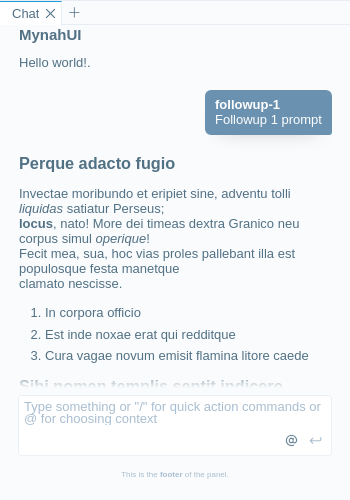 Chat
MynahUI
Hello world!.
followup-1
Followup 1 prompt
Perque adacto fugio
Invectae moribundo et eripiet sine, adventu tolli
liquidas satiatur Perseus;
locus, nato! More dei timeas dextra Granico neu
corpus simul operique!
Fecit mea, sua, hoc vias proles pallebant illa est
populosque festa manetque
clamato nescisse.
1. In corpora officio
2. Est inde noxae erat qui redditque
3. Cura vagae novum emisit flamina litore caede
Sibi nomen templis sentit indicere
Type something or "/" for quick action commands or
@ for choosing context
@
This is the footer of the panel.